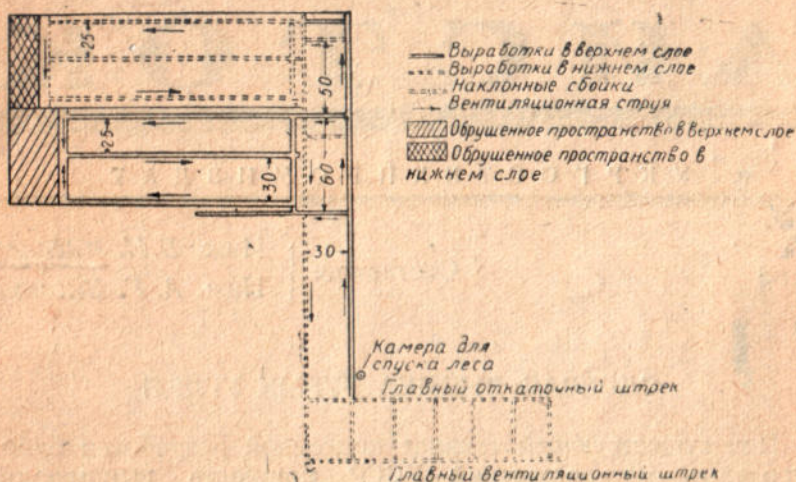 25
50
25
30
60
30
Выработки в верхнем слое
Выработки в нижнем слое
Наклонные сбойки
Вентиляционная струя
Обрушенное пространство в верхнем слое
Обрушенное пространство в
нижнем слое
Камера для
спуска леса
Главный откаточный штрек
Главный вентиляционный штрек